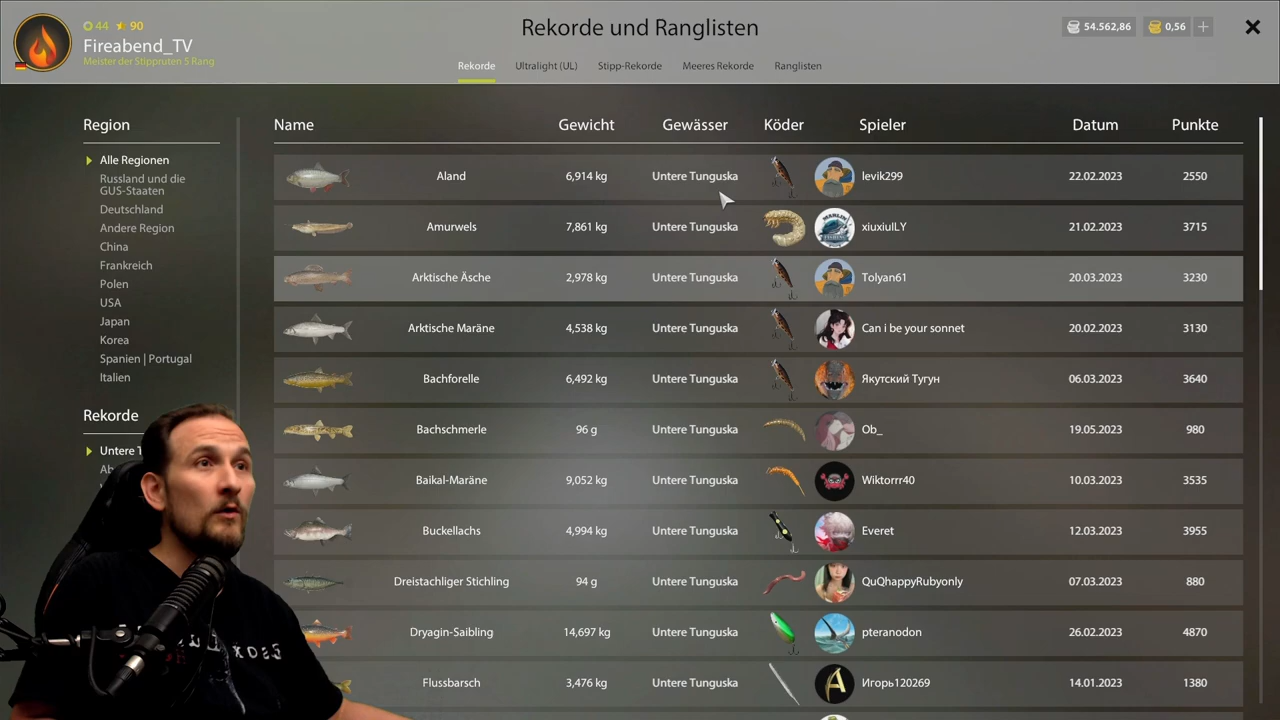 44 90
Fireabend_TV
Meister der Stippruten 5 Rang
Rekorde und Ranglisten
54.562,86 0,56 +
Rekorde Ultralight (UL) Stipp-Rekorde Meeres Rekorde Ranglisten
Region
Alle Regionen
Russland und die
GUS-Staaten
Deutschland
Andere Region
China
Frankreich
Polen
USA
Japan
Korea
Spanien | Portugal
Italien
Rekorde
Untere
Name Gewicht Gewässer Köder Spieler Datum Punkte
Aland 6,914 kg Untere Tunguska levik299 22.02.2023 2550
Amurwels 7,861 kg Untere Tunguska xiuxiulLY 21.02.2023 3715
Arktische Äsche 2,978 kg Untere Tunguska Tolyan61 20.03.2023 3230
Arktische Maräne 4,538 kg Untere Tunguska Can i be your sonnet 20.02.2023 3130
Bachforelle 6,492 kg Untere Tunguska Якутский Тугун 06.03.2023 3640
Bachschmerle 96 g Untere Tunguska Ob_ 19.05.2023 980
Baikal-Maräne 9,052 kg Untere Tunguska Wiktorrr40 10.03.2023 3535
Buckellachs 4,994 kg Untere Tunguska Everet 12.03.2023 3955
Dreistachliger Stichling 94 g Untere Tunguska QuQhappyRubyonly 07.03.2023 880
Dryagin-Saibling 14,697 kg Untere Tunguska pteranodon 26.02.2023 4870
Flussbarsch 3,476 kg Untere Tunguska Игорь120269 14.01.2023 1380